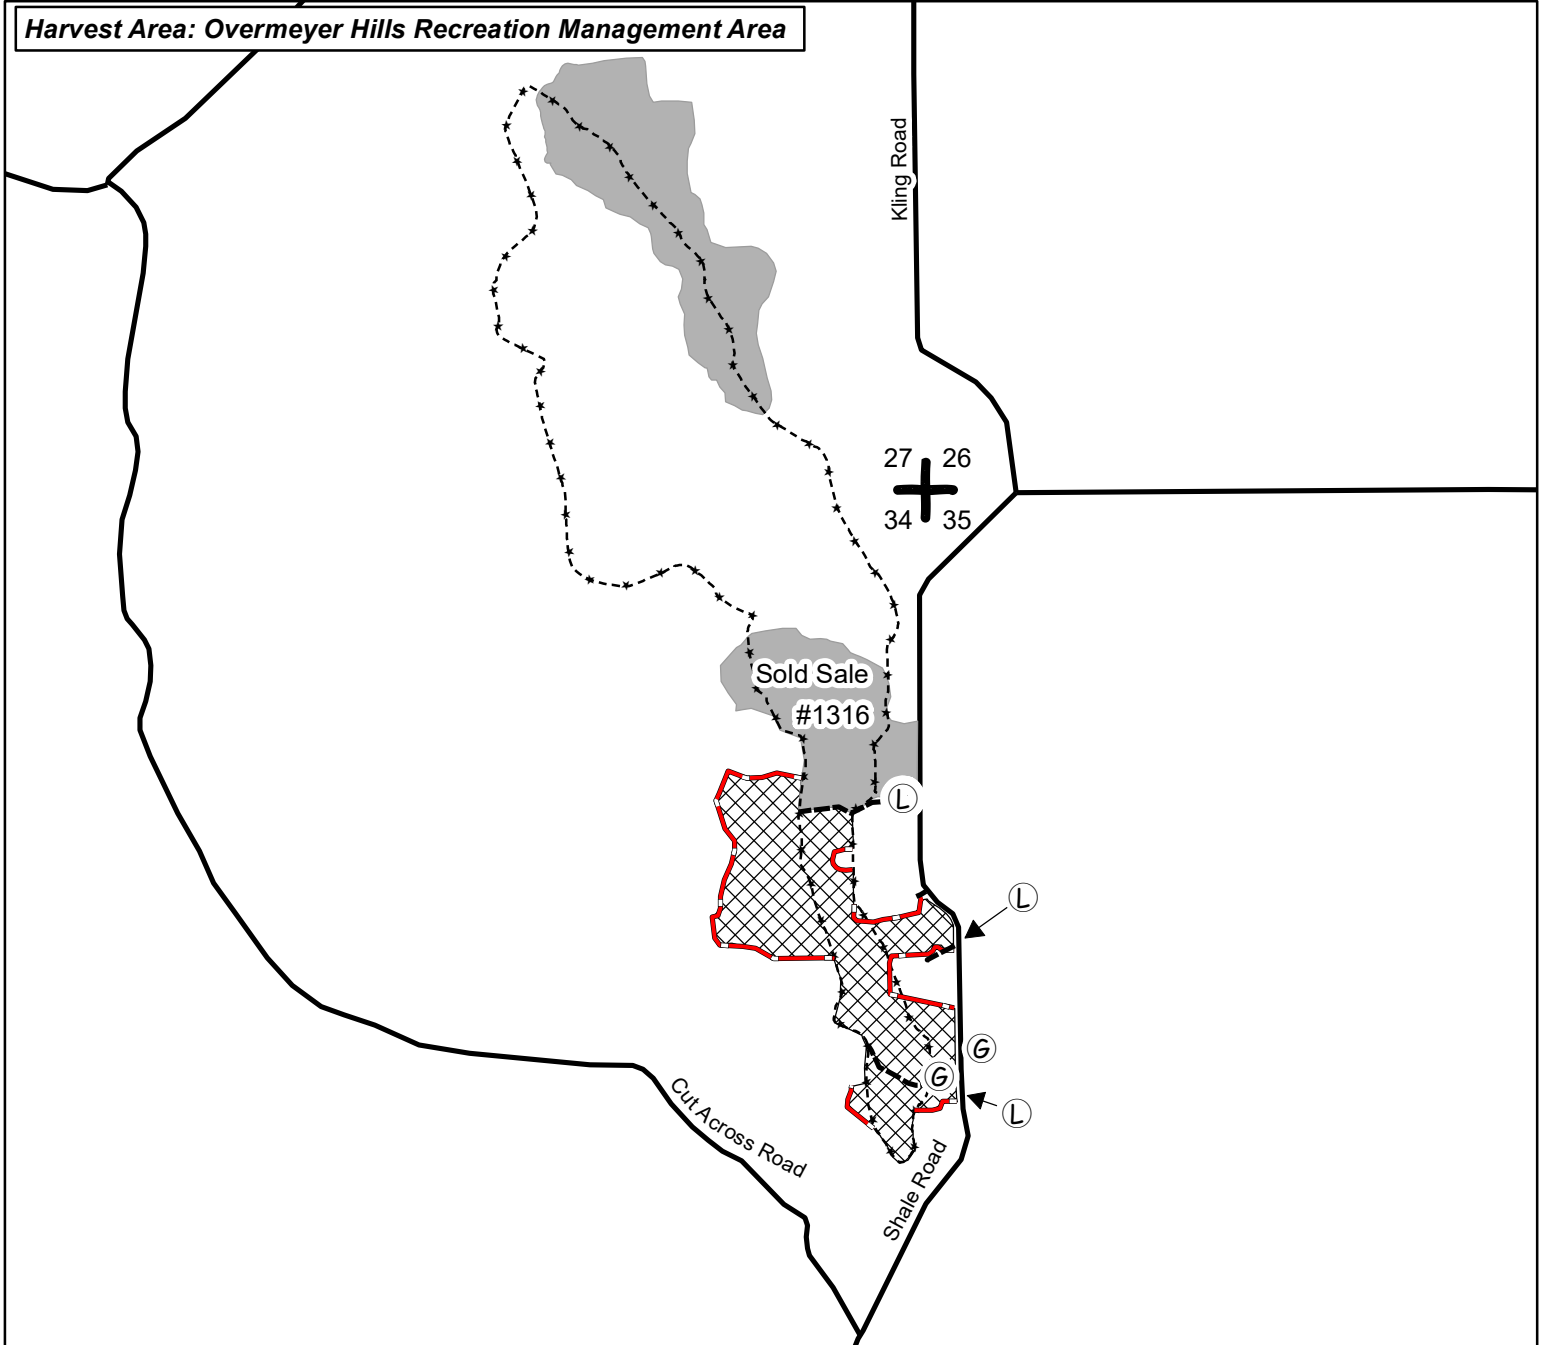 Harvest Area: Overmeyer Hills Recreation Management Area
Kling Road
27 26
34 35
Sold Sale
#1316
L
L
G
G
L
Cut Across Road
Shale Road